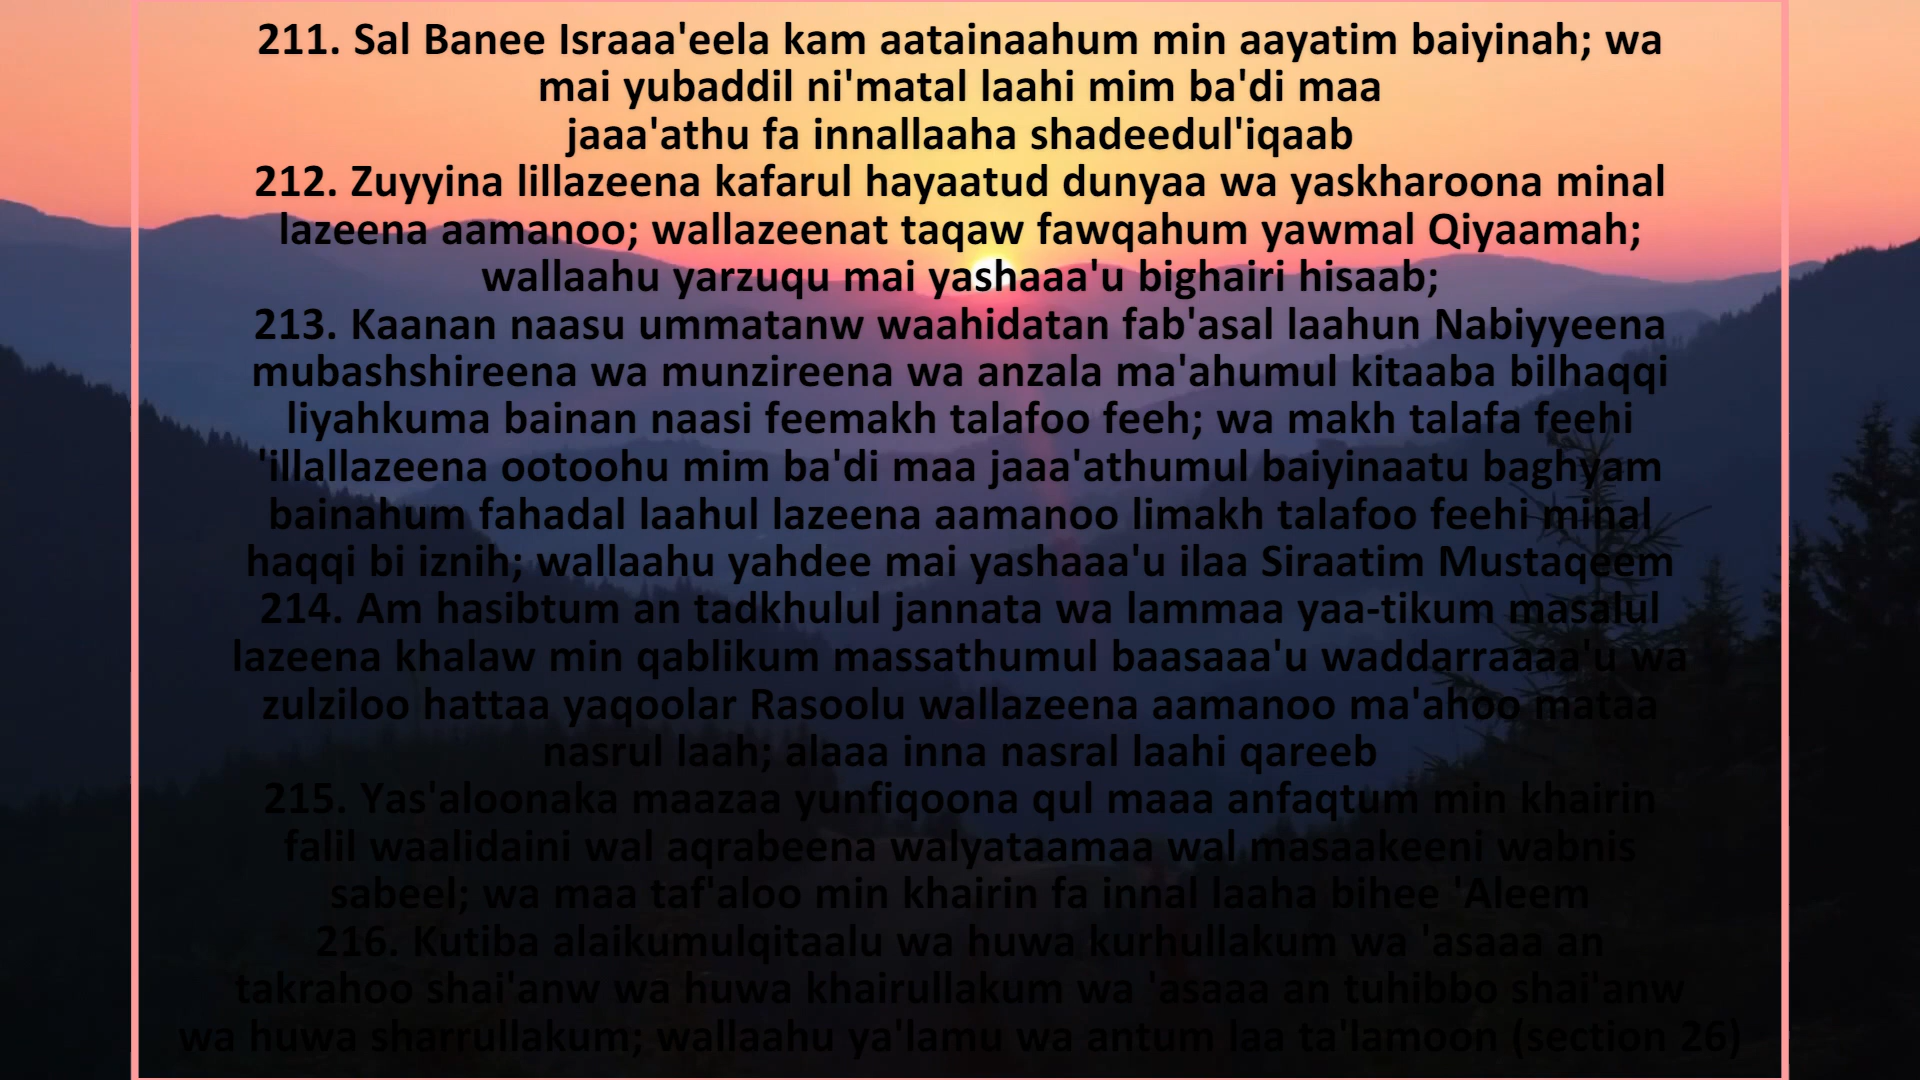 211. Sal Banee Israaa'eela kam aatainaahum min aayatim baiyinah; wa
mai yubaddil ni'matal laahi mim ba'di maa
jaaa'athu fa innallaaha shadeedul'iqaab
212. Zuyyina lillazeena kafarul hayaatud dunyaa wa yaskharoona minal
lazeena aamanoo; wallazeenat taqaw fawqahum yawmal Qiyaamah;
wallaahu yarzuqu mai yashaaa'u bighairi hisaab;
213. Kaanan naasu ummatanw waahidatan fab'asal laahun Nabiyyeena
mubashshireena wa munzireena wa anzala ma'ahumul kitaaba bilhaqqi
liyahkuma bainan naasi feemakh talafoo feeh; wa makh talafa feehi
'illallazeena ootoohu mim ba'di maa jaaa'athumul baiyinaatu baghyam
bainahum fahadal laahul lazeena aamanoo limakh talafoo feehi minal
haqqi bi iznih; wallaahu yahdee mai yashaaa'u ilaa Siraatim Mustaqeem
214. Am hasibtum an tadkhulul jannata wa lammaa yaa-tikum masalul
lazeena khalaw min qablikum massathumul baasaaa'u waddarraaaa'u wa
zulziloo hattaa yaqoolar Rasoolu wallazeena aamanoo ma'ahoo mataa
nasrul laah; alaaa inna nasral laahi qareeb
215. Yas'aloonaka maazaa yunfiqoona qul maaa anfaqtum min khairin
falil waalidaini wal aqrabeena walyataamaa wal masaakeeni wabnis
sabeel; wa maa taf'aloo min khairin fa innal laaha bihee 'Aleem
216. Kutiba alaikumulqitaalu wa huwa kurhullakum wa 'asaaa an
takrahoo shai'anw wa huwa khairullakum wa 'asaaa an tuhibbo shai'anw
wa huwa sharrullakum; wallaahu ya'lamu wa antum laa ta'lamoon (section 26)